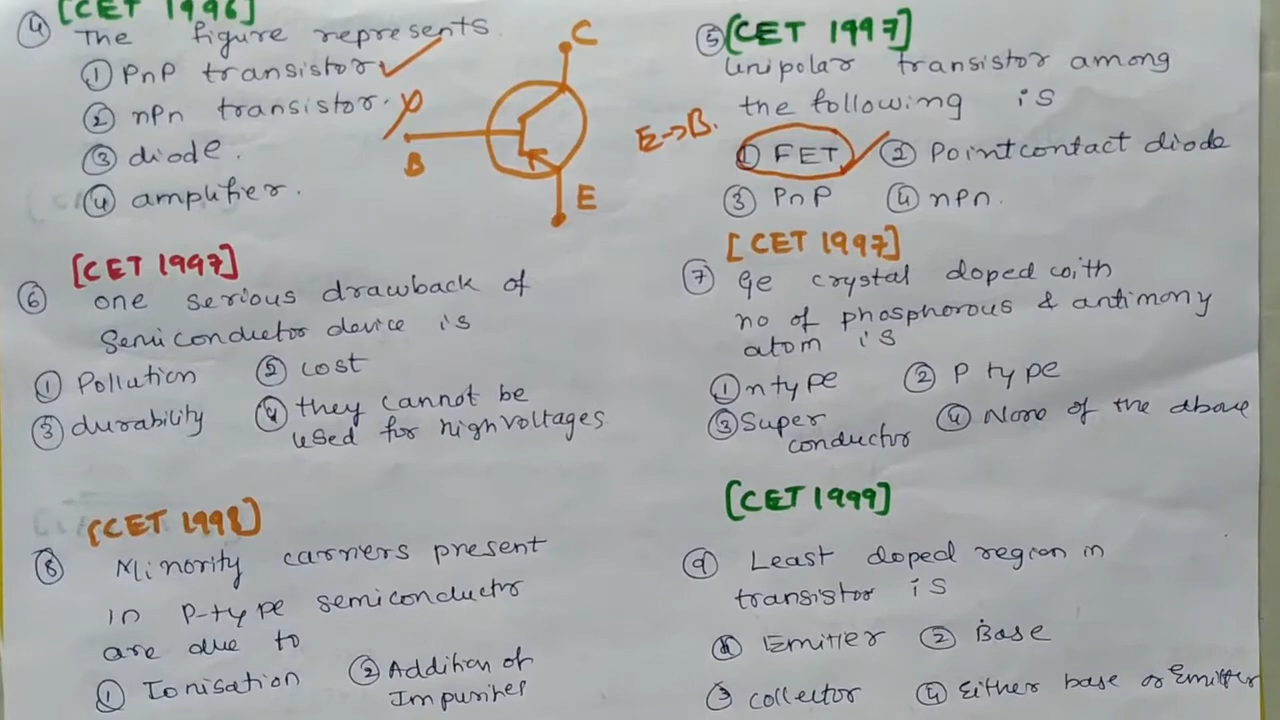 [CET 1996]
④ The figure represents
① PnP transistor ✓
② nPn transistor.
③ diode.
④ amplifier.
C
B
E
E→B.
⑤ [CET 1997]
Unipolar transistor among
the following is
① FET ✓ ② Pointcontact diode
③ PnP ④ nPn.
[CET 1997]
⑥ one serious drawback of
Semiconductor device is
① Pollution ② cost
③ durability ④ they cannot be
used for highvoltages
[CET 1997]
⑦ Ge crystal doped with
no of phosphorous & antimony
atom is
① n type ② P type
③ Super conductor ④ None of the above
[CET 1998]
⑧ Minority carriers present
in P-type semiconductor
are due to
① Ionisation ② Addition of
Impurities
[CET 1999]
⑨ Least doped region in
transistor is
① Emitter ② Base
③ collector ④ Either base or Emitter